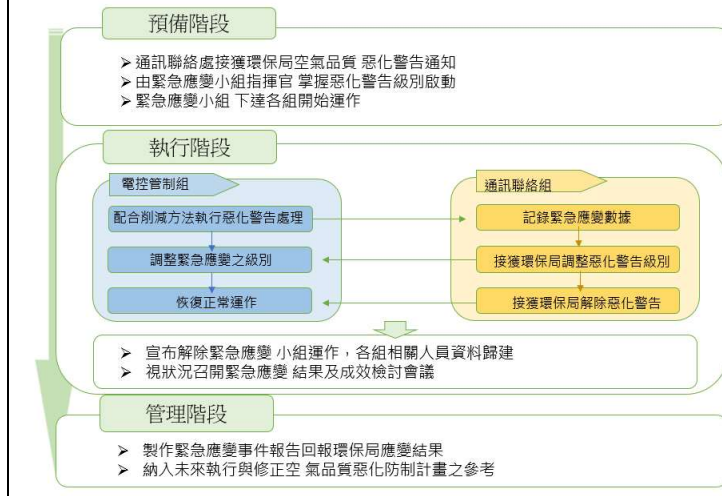 預備階段
➤通訊聯絡處接獲環保局空氣品質 惡化警告通知
➤由緊急應變小組指揮官 掌握惡化警告級別啟動
➤緊急應變小組 下達各組開始運作
執行階段
電控管制組
配合削減方法執行惡化警告處理
調整緊急應變之級別
恢復正常運作
通訊聯絡組
記錄緊急應變數據
接獲環保局調整惡化警告級別
接獲環保局解除惡化警告
➤ 宣布解除緊急應變 小組運作，各組相關人員資料歸建
➤ 視狀況召開緊急應變 結果及成效檢討會議
管理階段
➤ 製作緊急應變事件報告回報環保局應變結果
➤ 納入未來執行與修正空 氣品質惡化防制計畫之參考